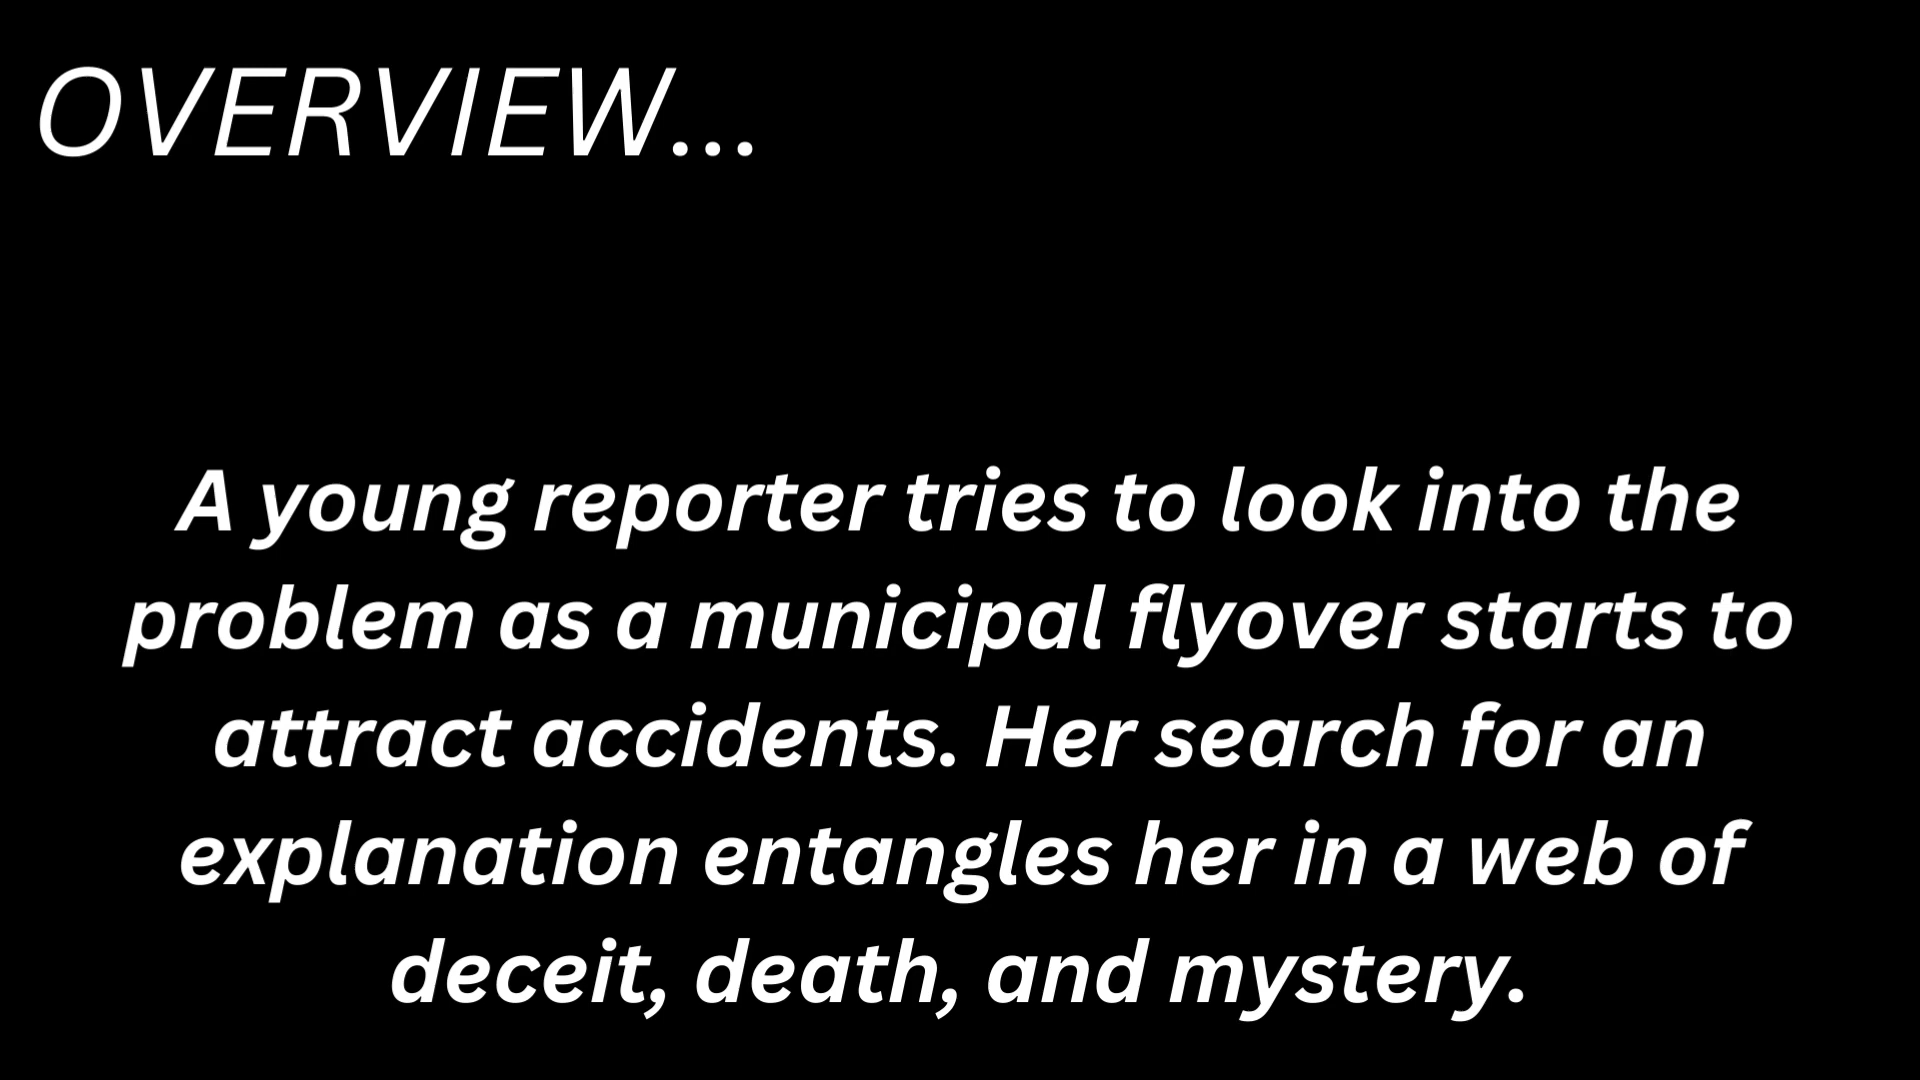 OVERVIEW...
A young reporter tries to look into the
problem as a municipal flyover starts to
attract accidents. Her search for an
explanation entangles her in a web of
deceit, death, and mystery.